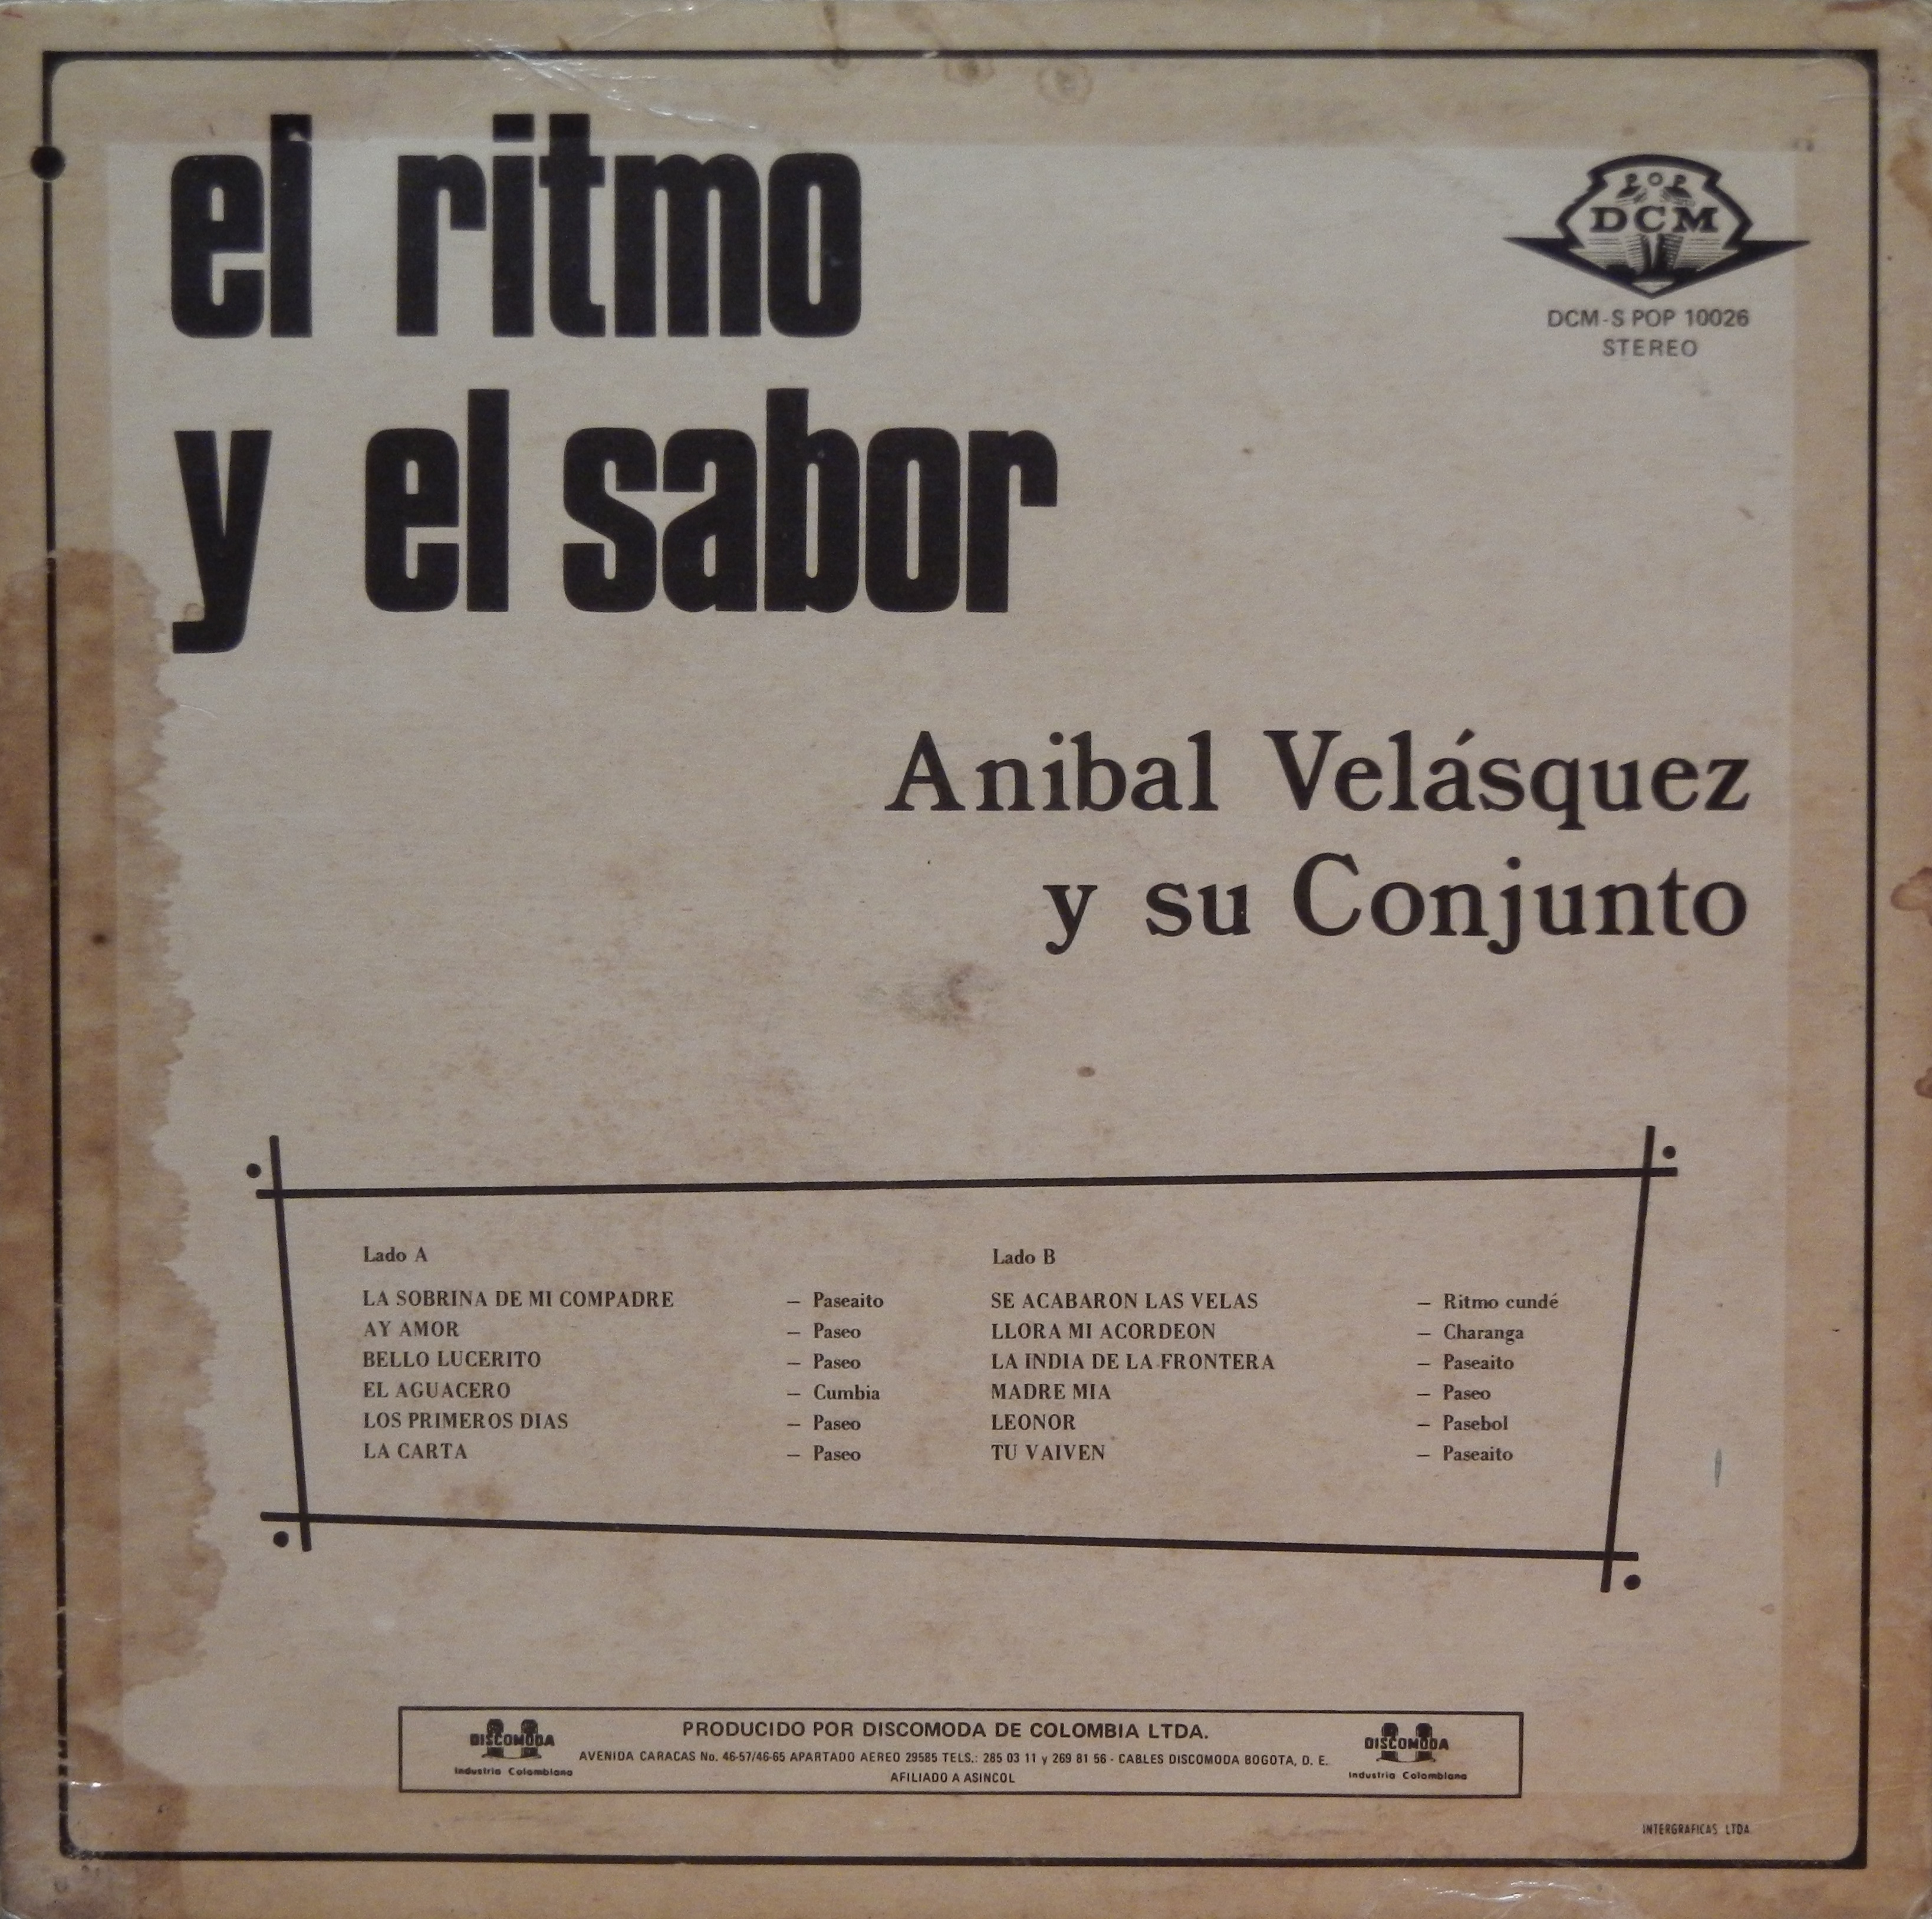 el ritmo
y el sabor
POP
DCM
DCM-S POP 10026
STEREO
Anibal Velásquez
y su Conjunto
Lado A
LA SOBRINA DE MI COMPADRE – Paseaito
AY AMOR – Paseo
BELLO LUCERITO – Paseo
EL AGUACERO – Cumbia
LOS PRIMEROS DIAS – Paseo
LA CARTA – Paseo
Lado B
SE ACABARON LAS VELAS – Ritmo cundé
LLORA MI ACORDEON – Charanga
LA INDIA DE LA FRONTERA – Paseaito
MADRE MIA – Paseo
LEONOR – Pasebol
TU VAIVEN – Paseaito
DISCOMODA
Industria Colombiana
PRODUCIDO POR DISCOMODA DE COLOMBIA LTDA.
AVENIDA CARACAS No. 46-57/46-65 APARTADO AEREO 29585 TELS.: 285 03 11 y 269 81 56 - CABLES DISCOMODA BOGOTA, D. E.
AFILIADO A ASINCOL
DISCOMODA
Industria Colombiana
INTERGRAFICAS LTDA